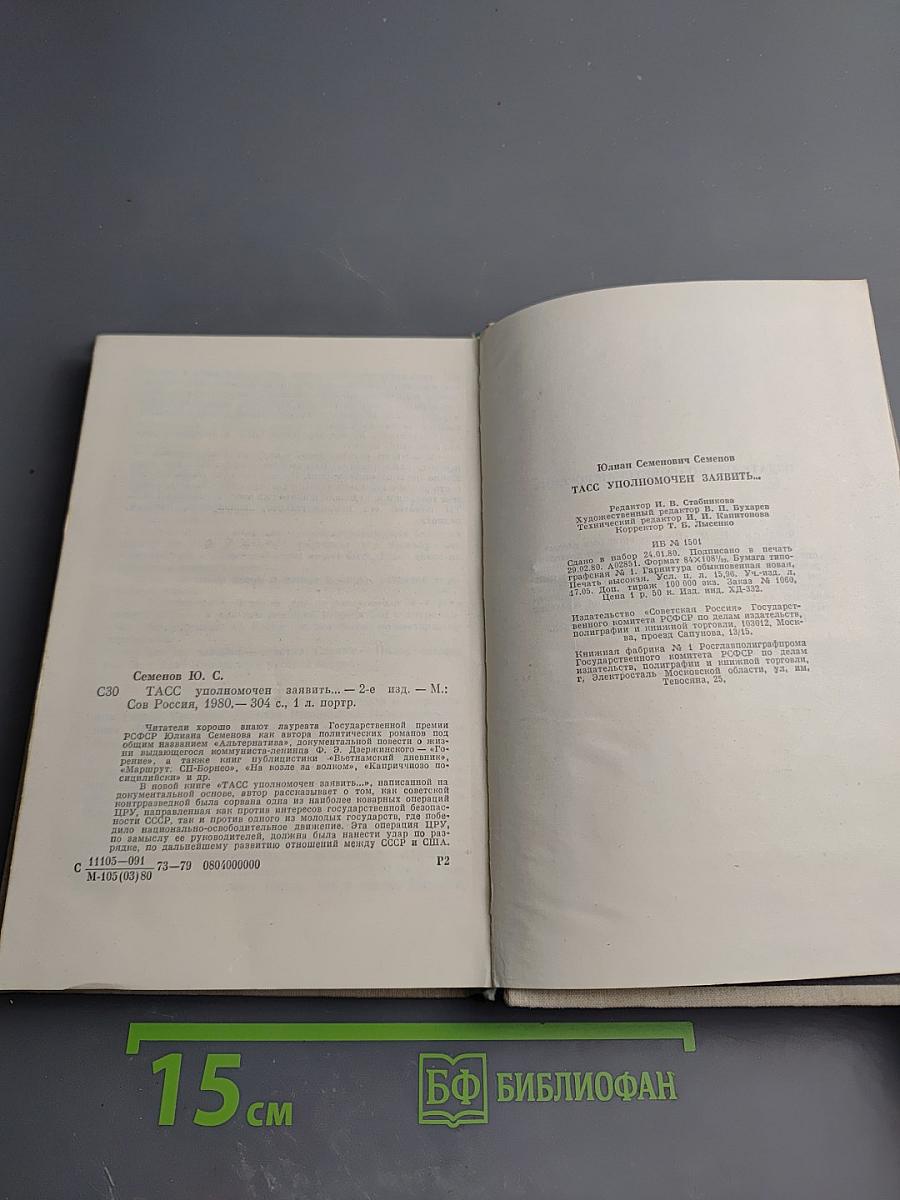 Семенов Ю. С.
С30 ТАСС уполномочен заявить... — 2-е изд. — М.:
Сов Россия, 1980.— 304 с., 1 л. портр.
Читатели хорошо знают лауреата Государственной премии
РСФСР Юлиана Семенова как автора политических романов под
общим названием «Альтернатива», документальной повести о жиз-
ни выдающегося коммуниста-ленинца Ф. Э. Дзержинского — «Го-
рение», а также книг публицистики «Вьетнамский дневник»,
«Маршрут: СП-Борнео», «На козле за волком», «Каприччиозо по-
сицилийски» и др.
В новой книге «ТАСС уполномочен заявить...», написанной на
документальной основе, автор рассказывает о том, как советской
контрразведкой была сорвана одна из наиболее коварных операций
ЦРУ, направленная как против интересов государственной безопас-
ности СССР, так и против одного из молодых государств, где побе-
дило национально-освободительное движение. Эта операция ЦРУ,
по замыслу ее руководителей, должна была нанести удар по раз-
рядке, по дальнейшему развитию отношений между СССР и США.
С 11105—091 73—79 0804000000 Р2
М-105(03)80
Юлиан Семенович Семенов
ТАСС УПОЛНОМОЧЕН ЗАЯВИТЬ...
Редактор И. В. Стабникова
Художественный редактор В. П. Бухарев
Технический редактор И. И. Капитонова
Корректор Т. Б. Лысенко
ИБ № 1501
Сдано в набор 24.01.80. Подписано в печать
29.02.80. А02851. Формат 84×108¹/₃₂. Бумага типо-
графская № 1. Гарнитура обыкновенная новая.
Печать высокая. Усл. п. л. 15,96. Уч.-изд. л.
17.05. Доп. тираж 100 000 экз. Заказ № 1060.
Цена 1 р. 50 к. Изд. инд. ХД-332.
Издательство «Советская Россия» Государст-
венного комитета РСФСР по делам издательств,
полиграфии и книжной торговли, 103012, Моск-
ва, проезд Сапунова, 13/15.
Книжная фабрика № 1 Росглавполиграфпрома
Государственного комитета РСФСР по делам
издательств, полиграфии и книжной торговли,
г, Электросталь Московской области, ул, им,
Тевосяна, 25,
15 СМ
БФ БИБЛИОФАН